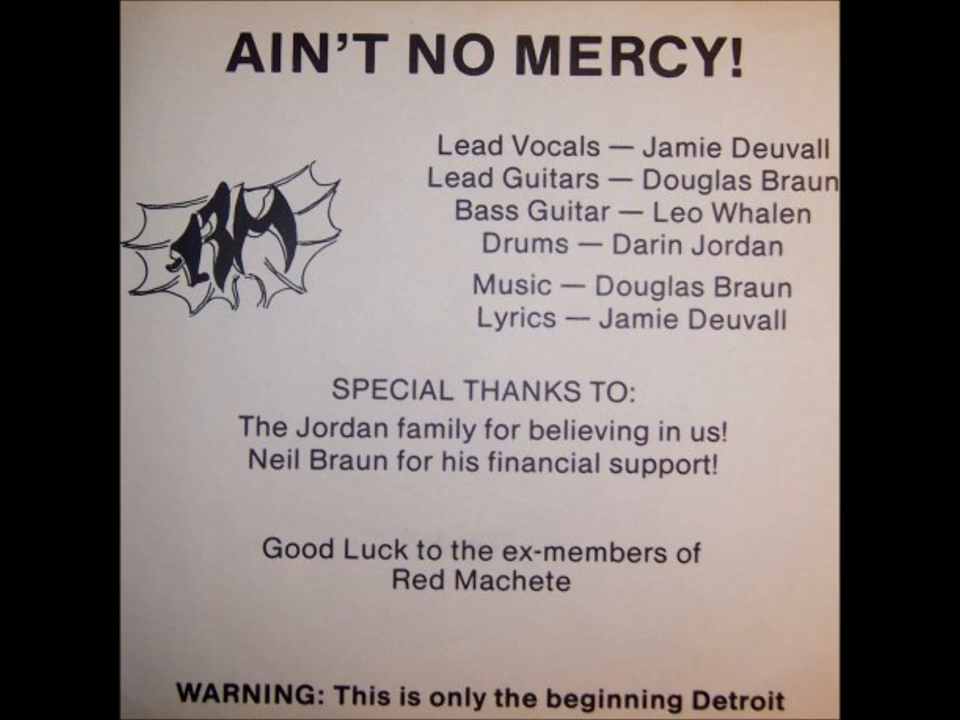 AIN'T NO MERCY!
Lead Vocals — Jamie Deuvall
Lead Guitars — Douglas Braun
Bass Guitar — Leo Whalen
Drums — Darin Jordan
RM
Music — Douglas Braun
Lyrics — Jamie Deuvall
SPECIAL THANKS TO:
The Jordan family for believing in us!
Neil Braun for his financial support!
Good Luck to the ex-members of
Red Machete
WARNING: This is only the beginning Detroit